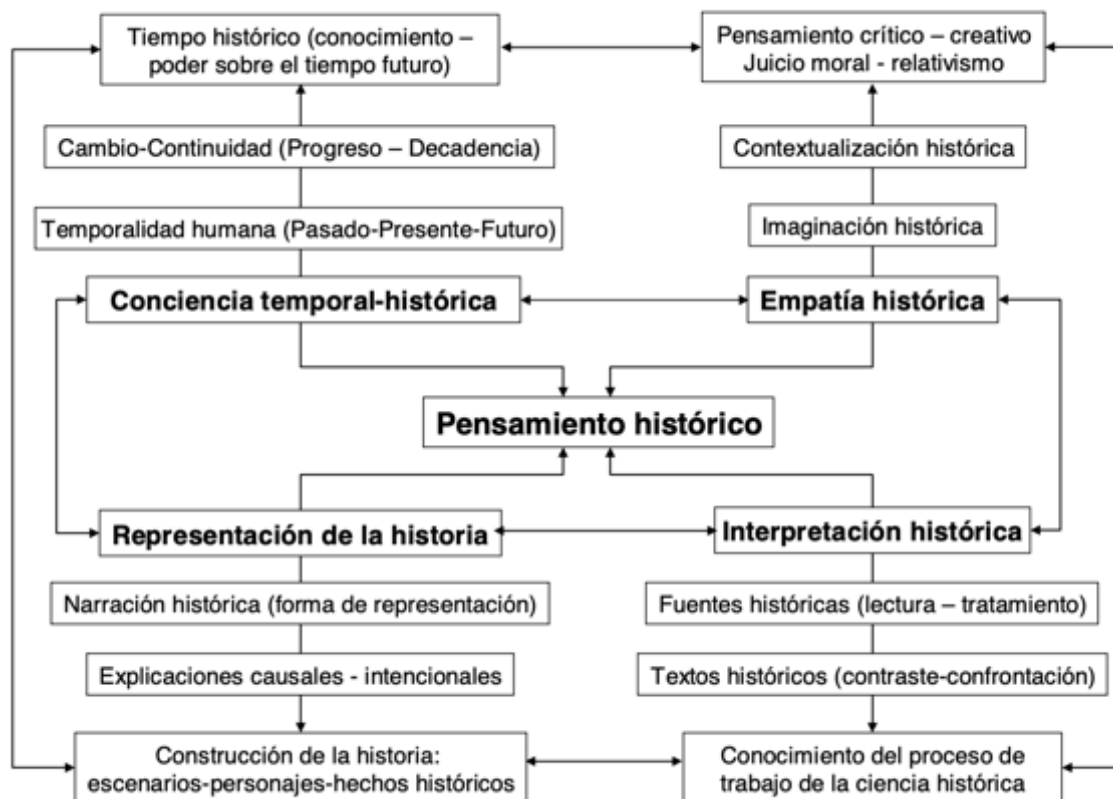 Tiempo histórico (conocimiento –
poder sobre el tiempo futuro)
Pensamiento crítico – creativo
Juicio moral - relativismo
Cambio-Continuidad (Progreso – Decadencia)
Contextualización histórica
Temporalidad humana (Pasado-Presente-Futuro)
Imaginación histórica
Conciencia temporal-histórica
Empatía histórica
Pensamiento histórico
Representación de la historia
Interpretación histórica
Narración histórica (forma de representación)
Fuentes históricas (lectura – tratamiento)
Explicaciones causales - intencionales
Textos históricos (contraste-confrontación)
Construcción de la historia:
escenarios-personajes-hechos históricos
Conocimiento del proceso de
trabajo de la ciencia histórica